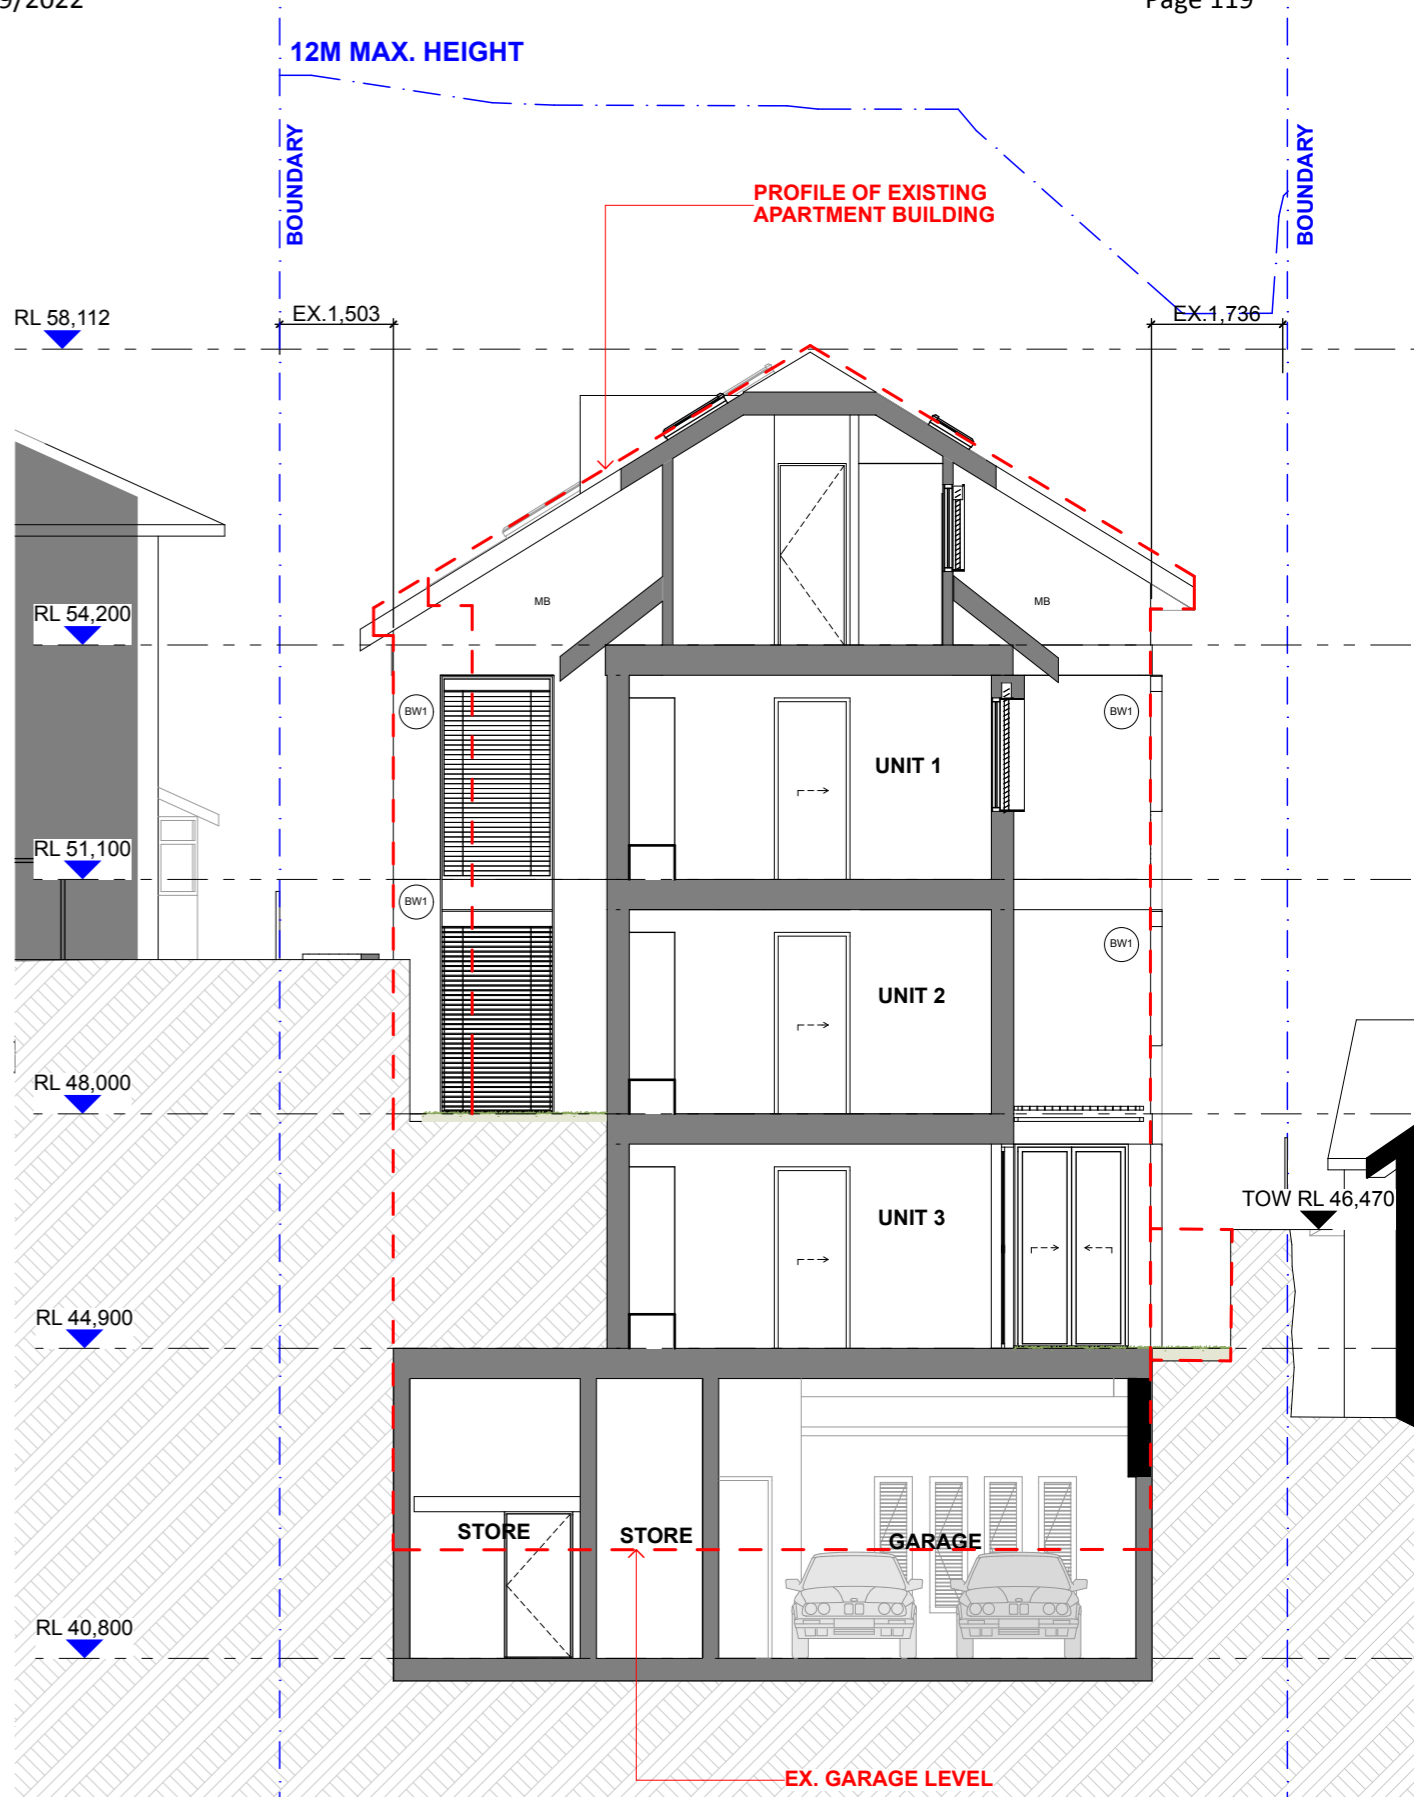 9/2022
Page 119
12M MAX. HEIGHT
BOUNDARY
BOUNDARY
PROFILE OF EXISTING
APARTMENT BUILDING
RL 58,112
EX.1,503
EX.1,736
RL 54,200
MB
MB
BW1
BW1
UNIT 1
RL 51,100
BW1
BW1
UNIT 2
RL 48,000
TOW RL 46,470
UNIT 3
RL 44,900
STORE
STORE
GARAGE
RL 40,800
EX. GARAGE LEVEL